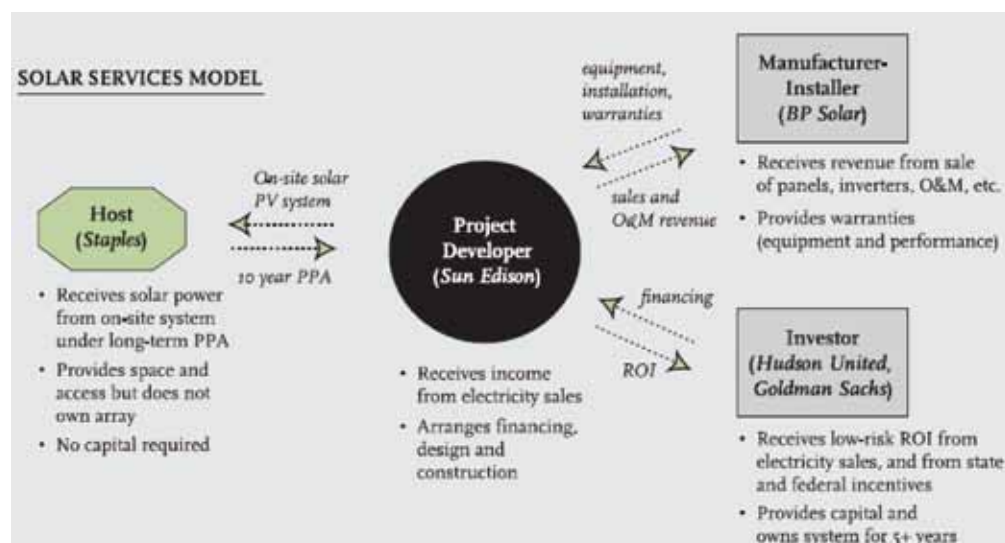 SOLAR SERVICES MODEL
Host
(Staples)
• Receives solar power
from on-site system
under long-term PPA
• Provides space and
access but does not
own array
• No capital required
On-site solar
PV system
10 year PPA
Project
Developer
(Sun Edison)
• Receives income
from electricity sales
• Arranges financing,
design and
construction
equipment,
installation,
warranties
sales and
O&M revenue
Manufacturer-
Installer
(BP Solar)
• Receives revenue from sale
of panels, inverters, O&M, etc.
• Provides warranties
(equipment and performance)
financing
ROI
Investor
(Hudson United,
Goldman Sachs)
• Receives low-risk ROI from
electricity sales, and from state
and federal incentives
• Provides capital and
owns system for 5+ years